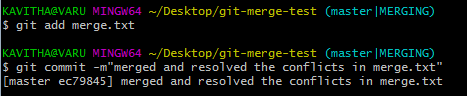 KAVITHA@VARU MINGW64 ~/Desktop/git-merge-test (master|MERGING)
$ git add merge.txt
KAVITHA@VARU MINGW64 ~/Desktop/git-merge-test (master|MERGING)
$ git commit -m"merged and resolved the conflicts in merge.txt"
[master ec79845] merged and resolved the conflicts in merge.txt